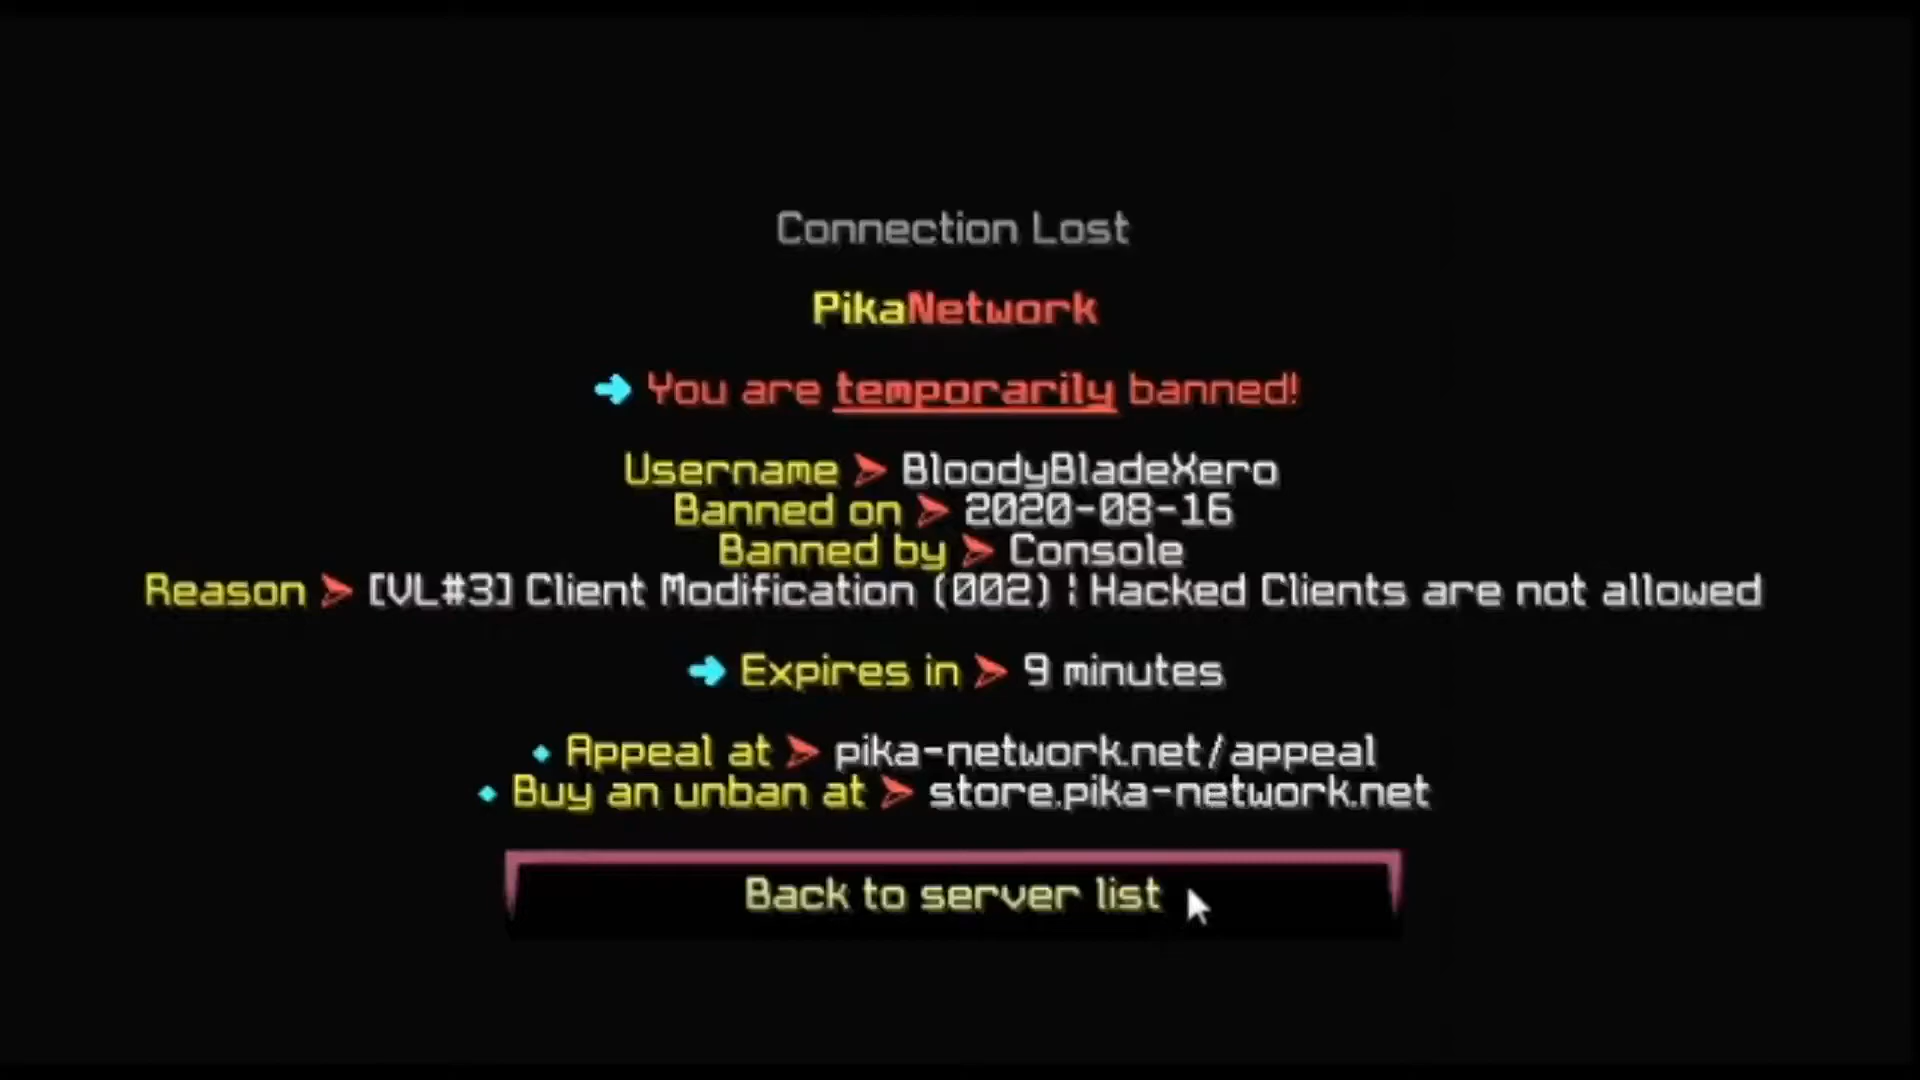 Connection Lost
PikaNetwork
You are temporarily banned!
Username ➤ BloodyBladeXero
Banned on ➤ 2020-08-16
Banned by ➤ Console
Reason ➤ [VL#3] Client Modification (002) ¦ Hacked Clients are not allowed
Expires in ➤ 9 minutes
Appeal at ➤ pika-network.net/appeal
Buy an unban at ➤ store.pika-network.net
Back to server list